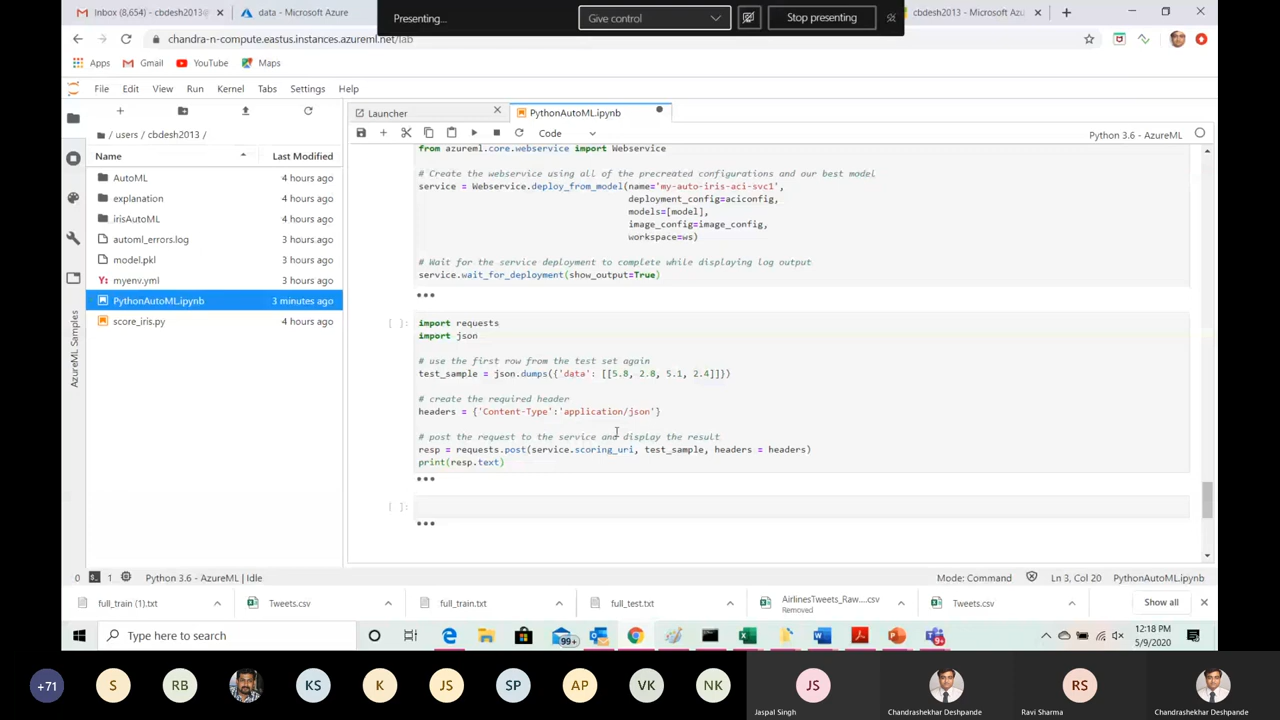 Inbox (8,654) - cbdesh2013@
data - Microsoft Azure
Presenting...
Give control
Stop presenting
cbdesh2013 - Microsoft Az
chandra-n-compute.eastus.instances.azureml.net/lab
Apps
Gmail
YouTube
Maps
File Edit View Run Kernel Tabs Settings Help
Launcher
PythonAutoML.ipynb
/ users / cbdesh2013 /
Code
Python 3.6 - AzureML
Name
Last Modified
AutoML 4 hours ago
explanation 4 hours ago
irisAutoML 4 hours ago
automl_errors.log 3 hours ago
model.pkl 4 hours ago
myenv.yml 4 hours ago
PythonAutoML.ipynb 3 minutes ago
score_iris.py 4 hours ago
AzureML Samples
from azureml.core.webservice import Webservice
# Create the webservice using all of the precreated configurations and our best model
service = Webservice.deploy_from_model(name='my-auto-iris-aci-svc1',
deployment_config=aciconfig,
models=[model],
image_config=image_config,
workspace=ws)
# Wait for the service deployment to complete while displaying log output
service.wait_for_deployment(show_output=True)
[ ]:
import requests
import json
# use the first row from the test set again
test_sample = json.dumps({'data': [[5.8, 2.8, 5.1, 2.4]]})
# create the required header
headers = {'Content-Type':'application/json'}
# post the request to the service and display the result
resp = requests.post(service.scoring_uri, test_sample, headers = headers)
print(resp.text)
[ ]:
0 1 Python 3.6 - AzureML | Idle
Mode: Command
Ln 3, Col 20
PythonAutoML.ipynb
full_train (1).txt
Tweets.csv
full_train.txt
full_test.txt
AirlinesTweets_Raw....csv
Removed
Tweets.csv
Show all
Type here to search
99+
9+
12:18 PM
5/9/2020
+71
S
RB
KS
K
JS
SP
AP
VK
NK
JS
RS
Jaspal Singh
Chandrashekhar Deshpande
Ravi Sharma
Chandrashekhar Deshpande